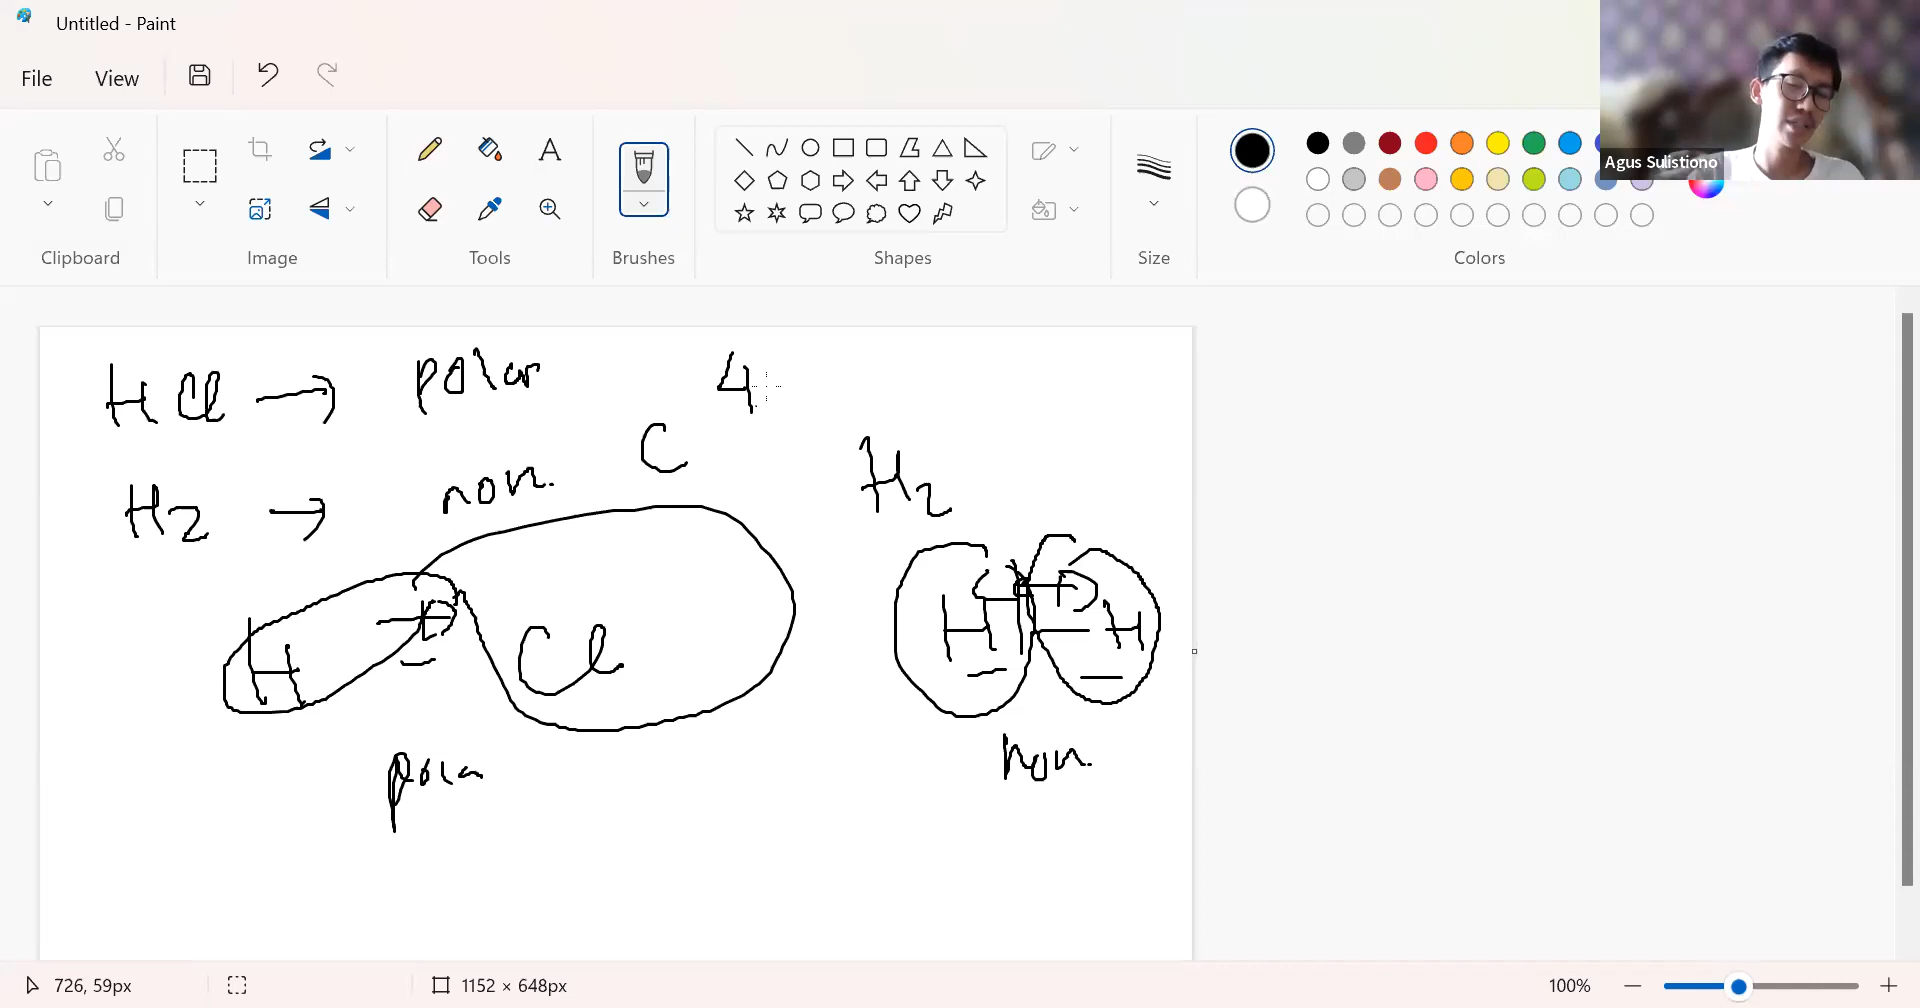 Untitled - Paint
File
View
Clipboard
Image
Tools
Brushes
Shapes
Size
Colors
Agus Sulistiono
HCl → polar
4
C
H2 → non.
H2
H
Cl
H
H
pola
non.
726, 59px
1152 × 648px
100%